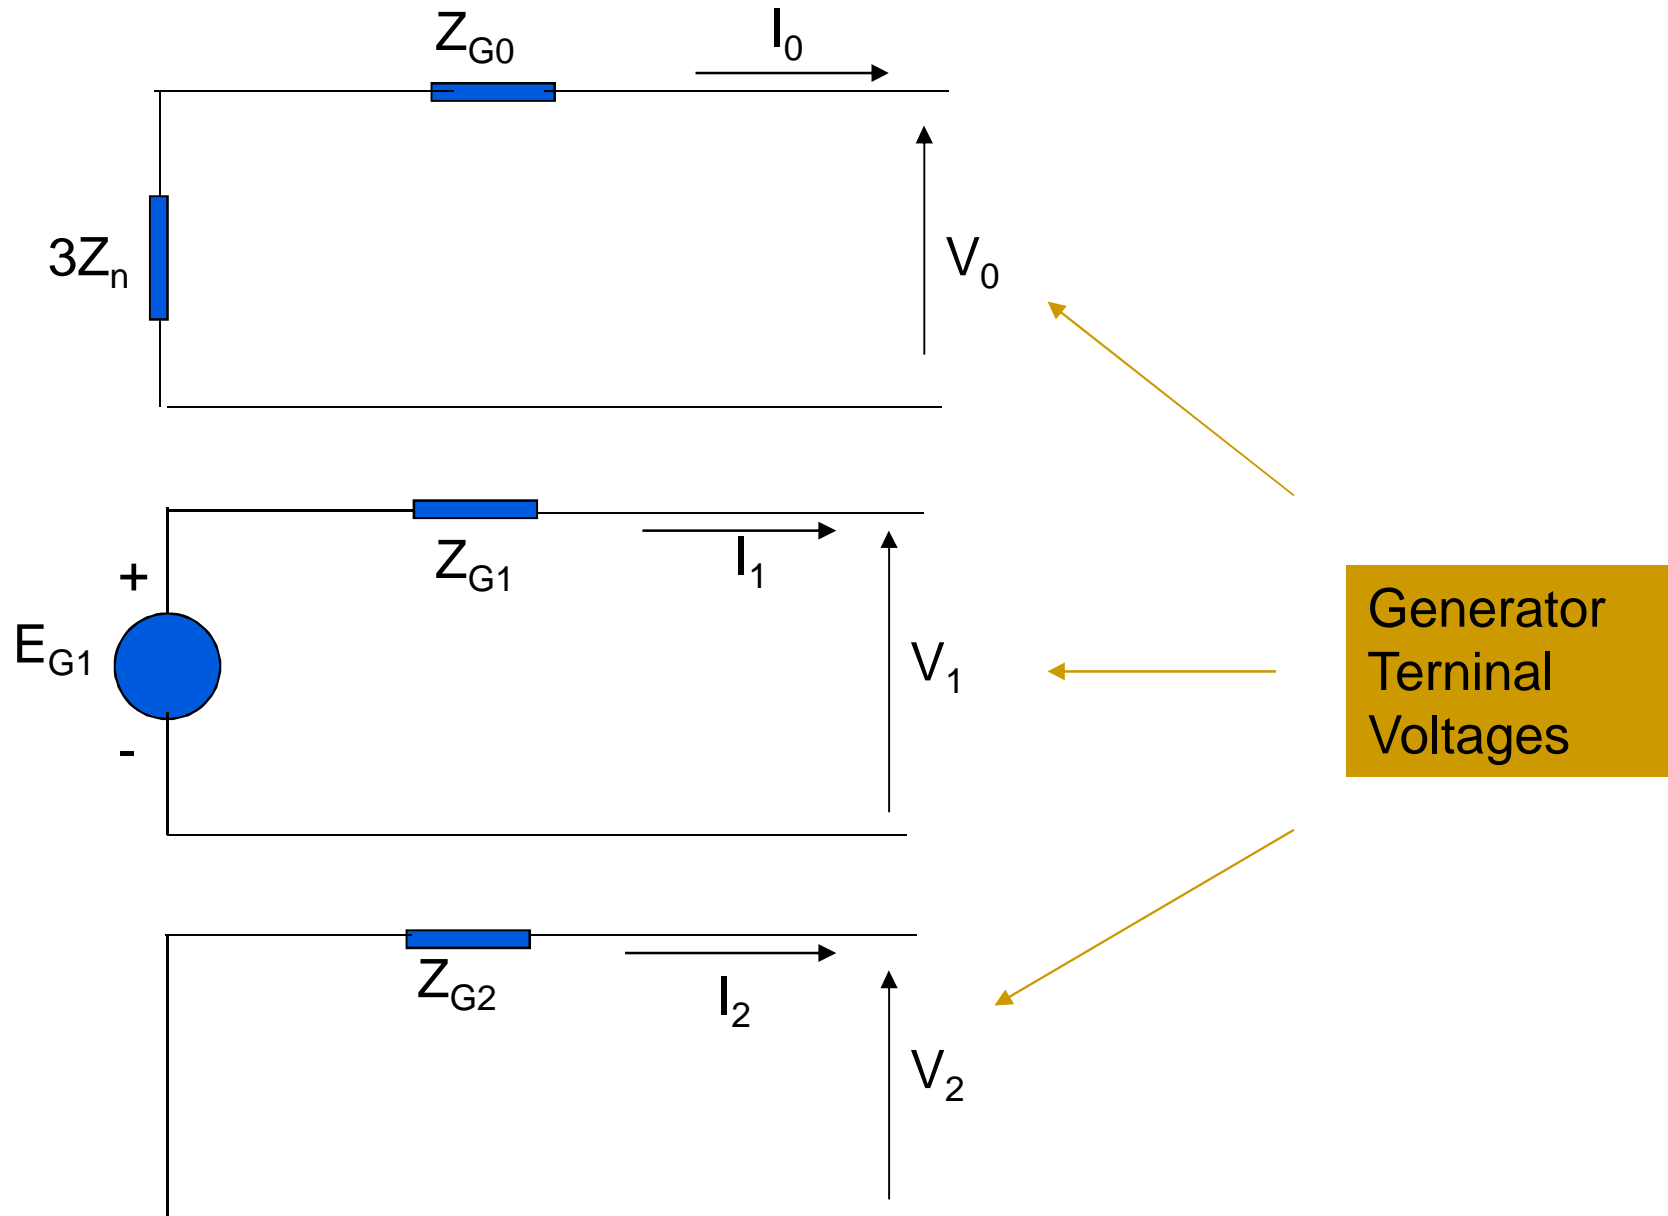 Z_G0
I_0
3Z_n
V_0
Z_G1
I_1
+
E_G1
-
V_1
Generator
Terninal
Voltages
Z_G2
I_2
V_2